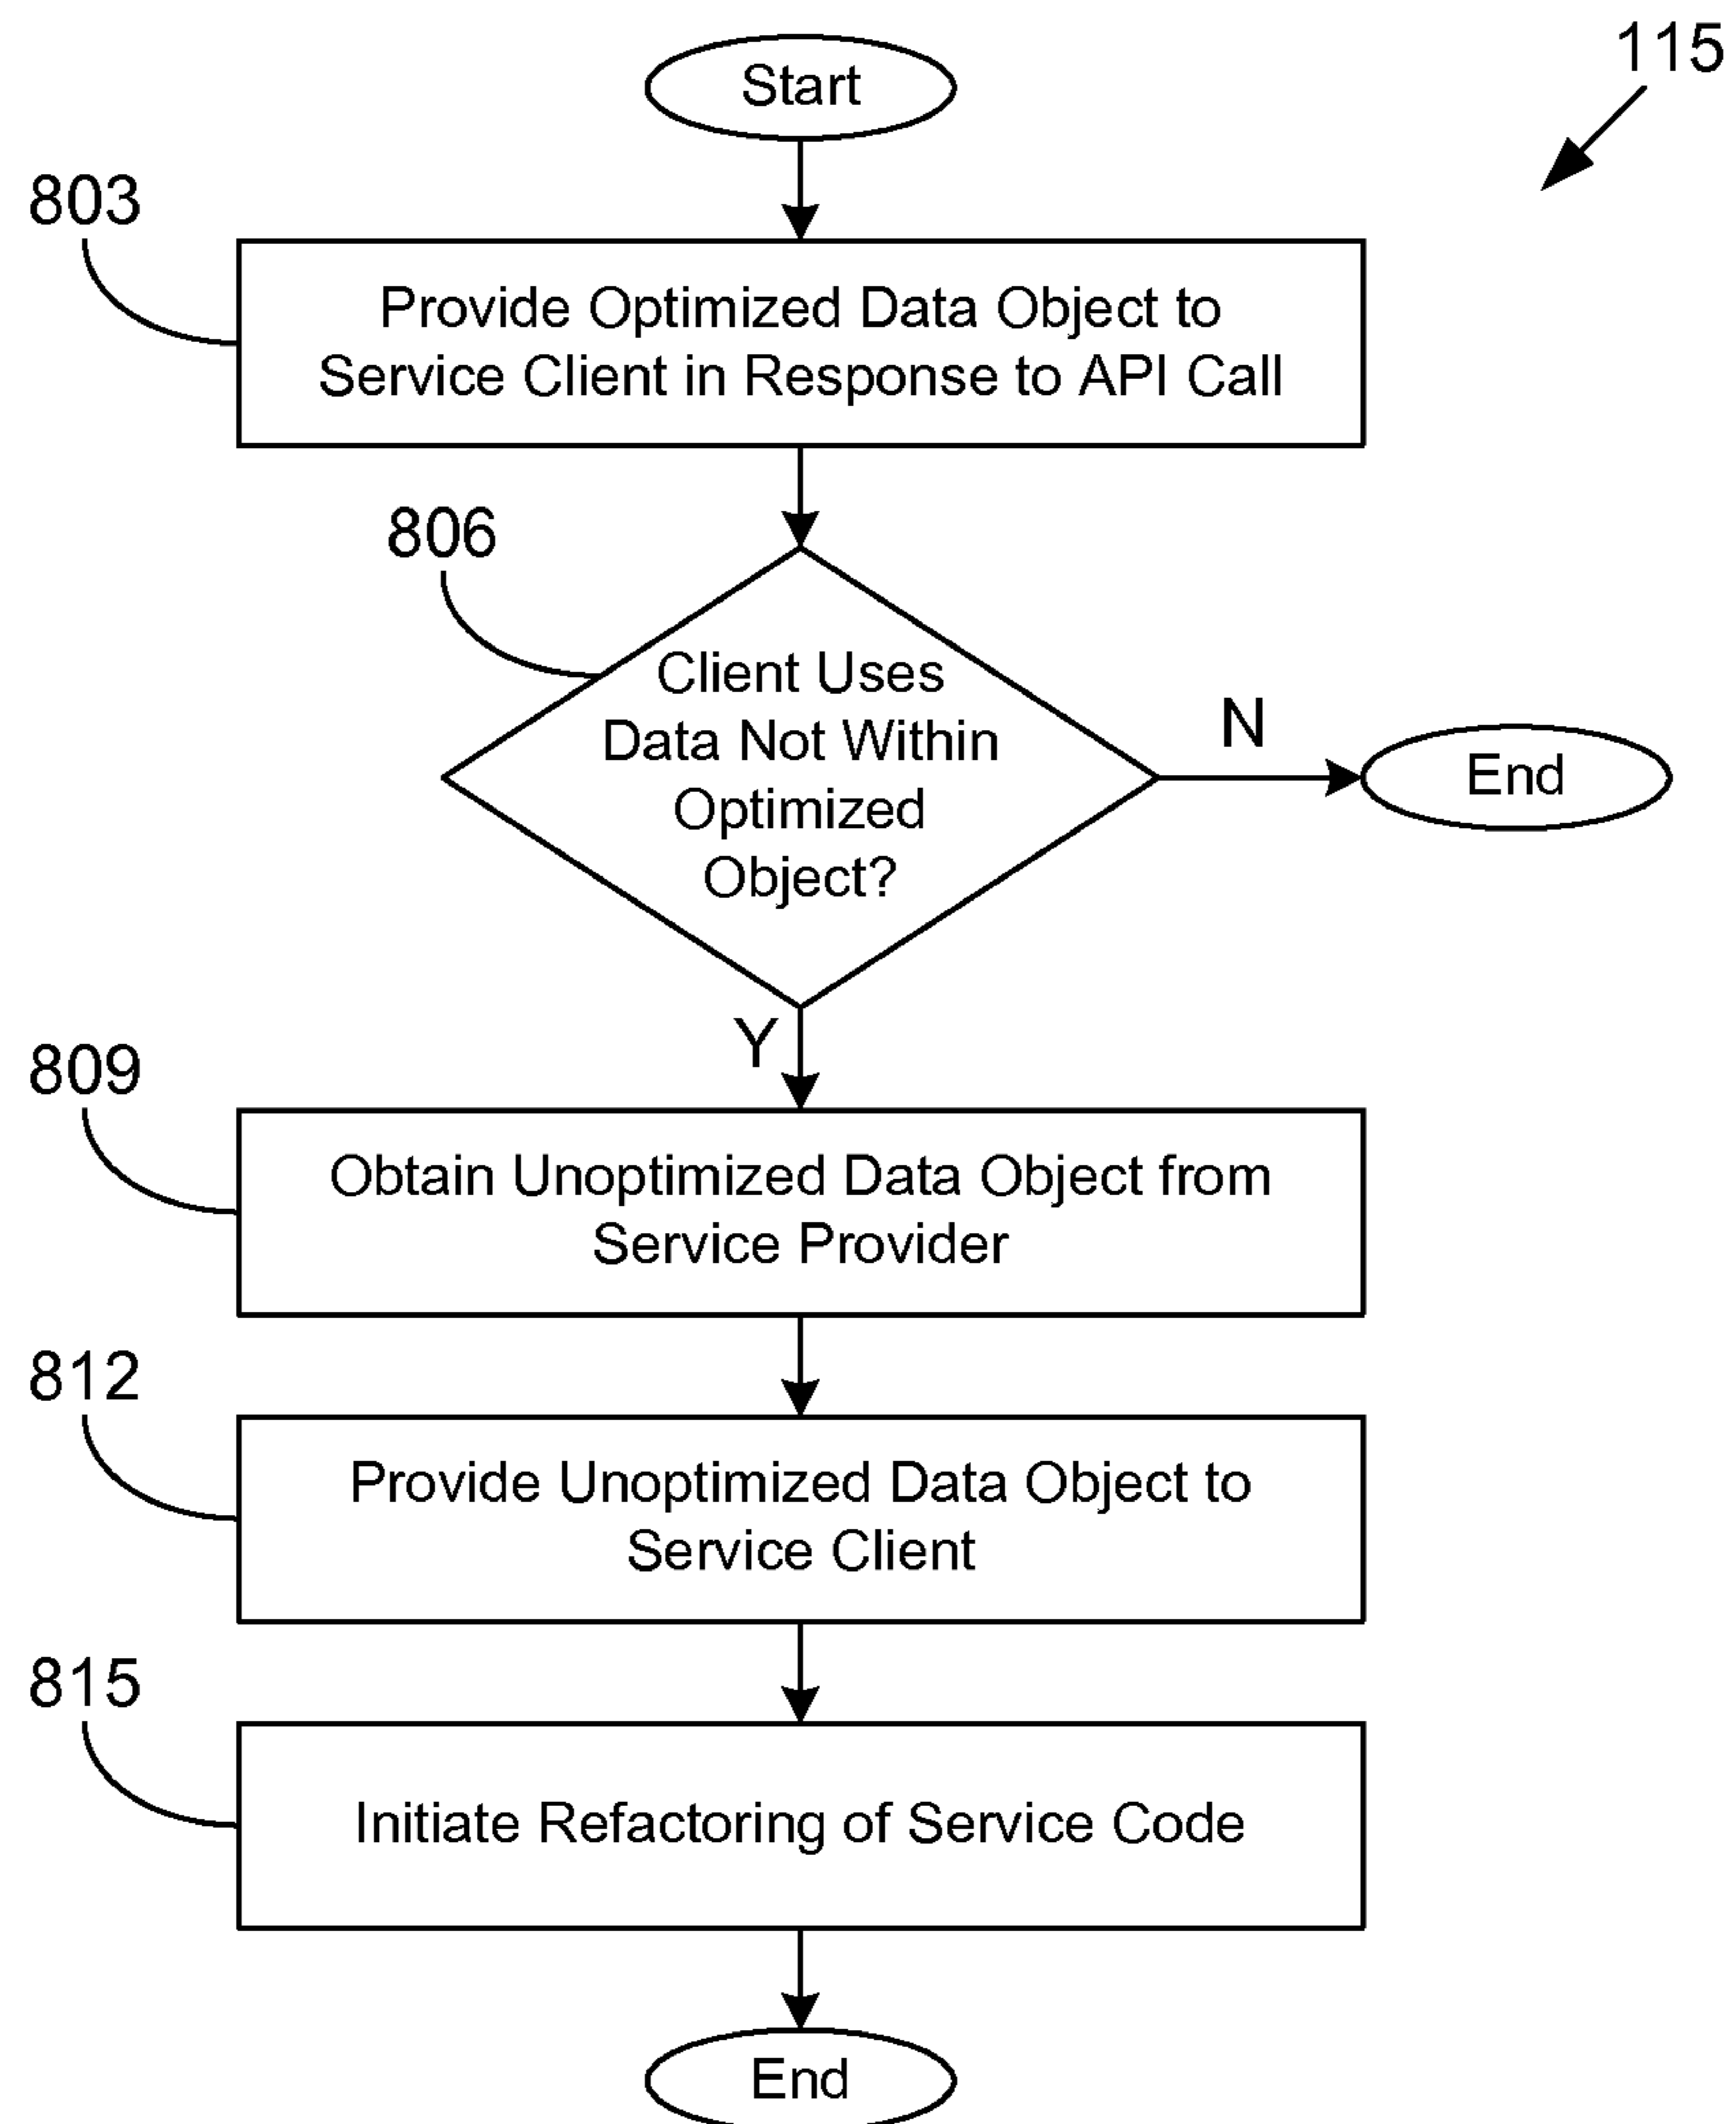 115
Start
803
Provide Optimized Data Object to
Service Client in Response to API Call
806
Client Uses
Data Not Within
Optimized
Object?
N
End
Y
809
Obtain Unoptimized Data Object from
Service Provider
812
Provide Unoptimized Data Object to
Service Client
815
Initiate Refactoring of Service Code
End